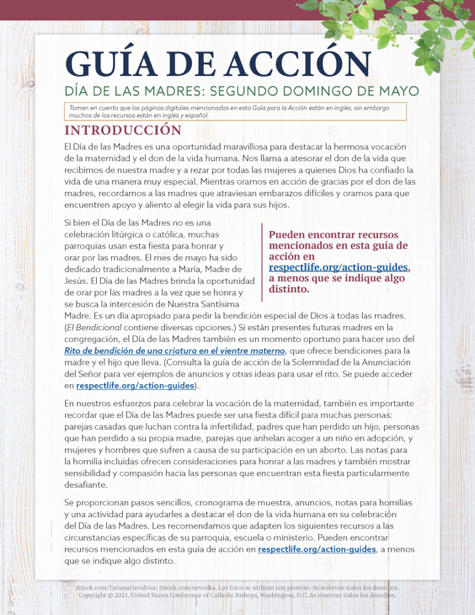 GUÍA DE ACCIÓN
DÍA DE LAS MADRES: SEGUNDO DOMINGO DE MAYO
Tomen en cuenta que las páginas digitales mencionadas en esta Guía para la Acción están en inglés, sin embargo
muchos de los recursos están en inglés y español.
INTRODUCCIÓN
El Día de las Madres es una oportunidad maravillosa para destacar la hermosa vocación
de la maternidad y el don de la vida humana. Nos llama a atesorar el don de la vida que
recibimos de nuestra madre y a rezar por todas las mujeres a quienes Dios ha confiado la
vida de una manera muy especial. Mientras oramos en acción de gracias por el don de las
madres, recordamos a las madres que atraviesan embarazos difíciles y oramos para que
encuentren apoyo y aliento al elegir la vida para sus hijos.
Si bien el Día de las Madres no es una
celebración litúrgica o católica, muchas
parroquias usan esta fiesta para honrar y
orar por las madres. El mes de mayo ha sido
dedicado tradicionalmente a María, Madre de
Jesús. El Día de las Madres brinda la oportunidad
de orar por las madres a la vez que se honra y
se busca la intercesión de Nuestra Santísima
Madre. Es un día apropiado para pedir la bendición especial de Dios a todas las madres.
(El Bendicional contiene diversas opciones.) Si están presentes futuras madres en la
congregación, el Día de las Madres también es un momento oportuno para hacer uso del
Rito de bendición de una criatura en el vientre materno, que ofrece bendiciones para la
madre y el hijo que lleva. (Consulta la guía de acción de la Solemnidad de la Anunciación
del Señor para ver ejemplos de anuncios y otras ideas para usar el rito. Se puede acceder
en respectlife.org/action-guides).
Pueden encontrar recursos
mencionados en esta guía de
acción en
respectlife.org/action-guides,
a menos que se indique algo
distinto.
En nuestros esfuerzos para celebrar la vocación de la maternidad, también es importante
recordar que el Día de las Madres puede ser una fiesta difícil para muchas personas:
parejas casadas que luchan contra la infertilidad, padres que han perdido un hijo, personas
que han perdido a su propia madre, parejas que anhelan acoger a un niño en adopción, y
mujeres y hombres que sufren a causa de su participación en un aborto. Las notas para
la homilía incluidas ofrecen consideraciones para honrar a las madres y también mostrar
sensibilidad y compasión hacia las personas que encuentran esta fiesta particularmente
desafiante.
Se proporcionan pasos sencillos, cronograma de muestra, anuncios, notas para homilías
y una actividad para ayudarles a destacar el don de la vida humana en su celebración
del Día de las Madres. Les recomendamos que adapten los siguientes recursos a las
circunstancias específicas de su parroquia, escuela o ministerio. Pueden encontrar
recursos mencionados en esta guía de acción en respectlife.org/action-guides, a menos
que se indique algo distinto.
iStock.com/TatianaDavidova; iStock.com/nevodka. Las fotos se utilizan con permiso. Se reservan todos los derechos.
Copyright © 2021, United States Conference of Catholic Bishops, Washington, D.C. Se reservan todos los derechos.